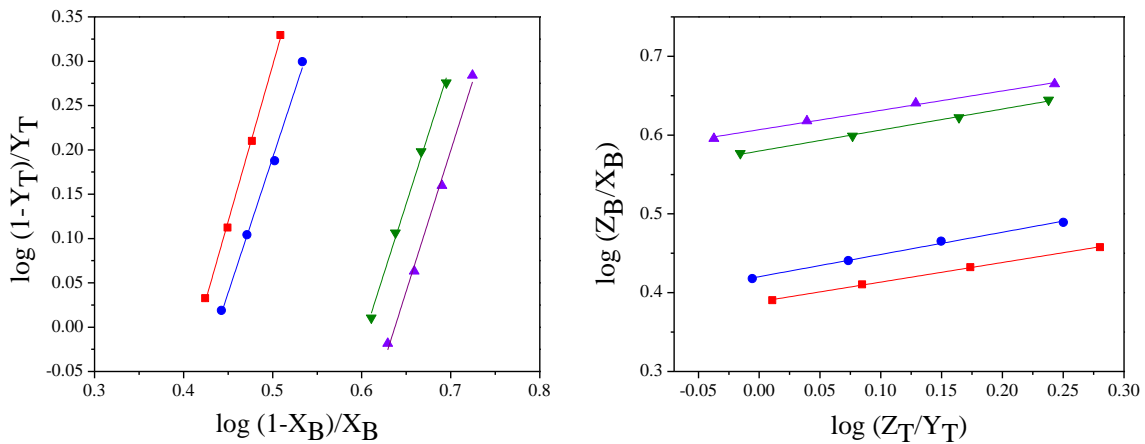 0.35
0.30
0.25
0.20
0.15
0.10
0.05
0.00
-0.05
log (1-Y_T)/Y_T
0.3 0.4 0.5 0.6 0.7 0.8
log (1-X_B)/X_B
0.7
0.6
0.5
0.4
0.3
log (Z_B/X_B)
-0.05 0.00 0.05 0.10 0.15 0.20 0.25 0.30
log (Z_T/Y_T)